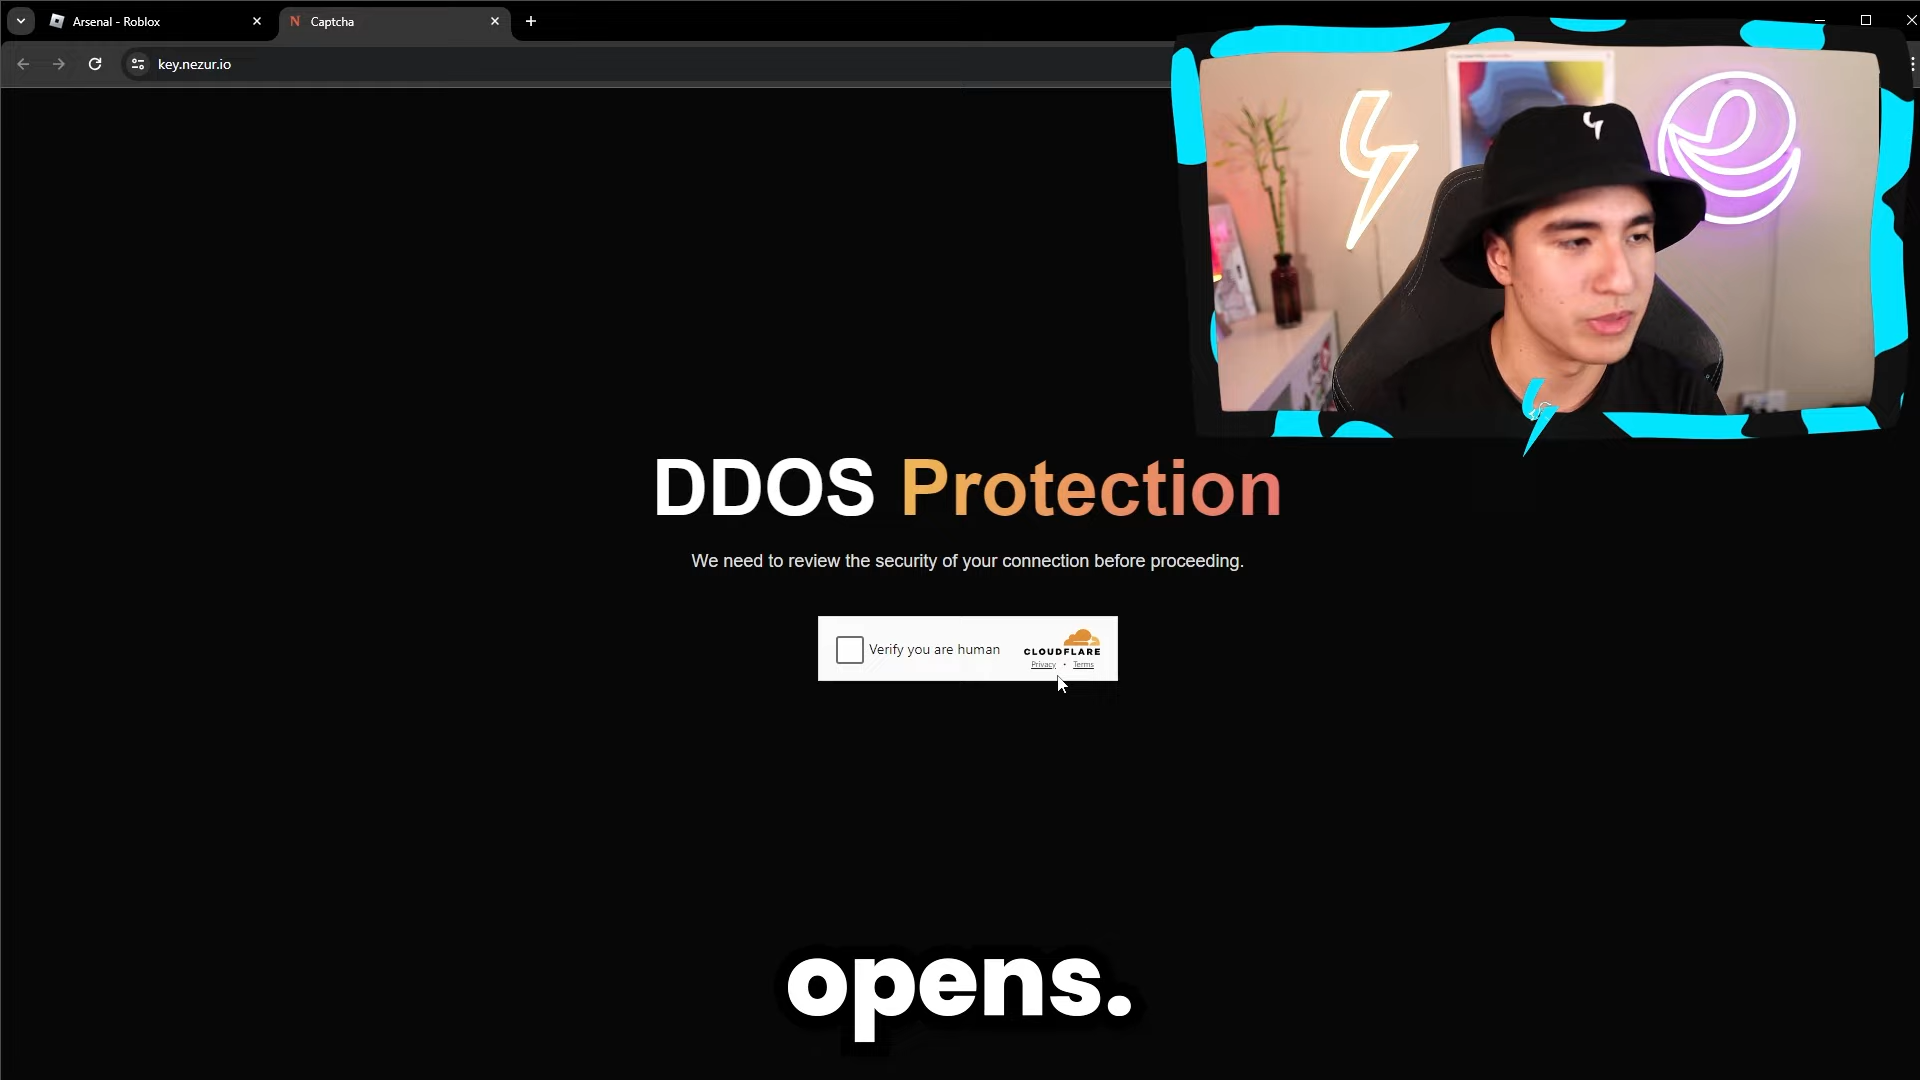 Arsenal - Roblox
Captcha
key.nezur.io
DDOS Protection
We need to review the security of your connection before proceeding.
Verify you are human
CLOUDFLARE
Privacy • Terms
opens.